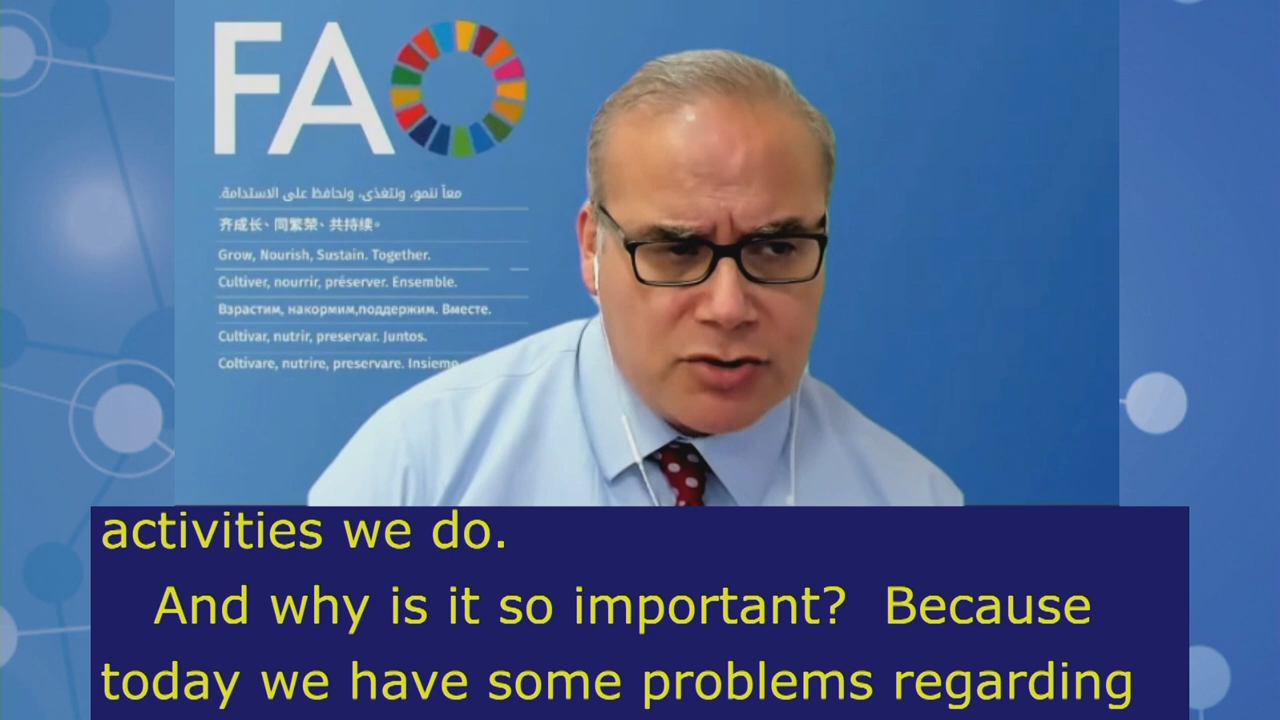 FAO
معاً ننمو، ونتغذى، ونحافظ على الاستدامة.
齐成长、同繁荣、共持续。
Grow, Nourish, Sustain. Together.
Cultiver, nourrir, préserver. Ensemble.
Взрастим, накормим,поддержим. Вместе.
Cultivar, nutrir, preservar. Juntos.
Coltivare, nutrire, preservare. Insieme
activities we do.
And why is it so important?  Because
today we have some problems regarding